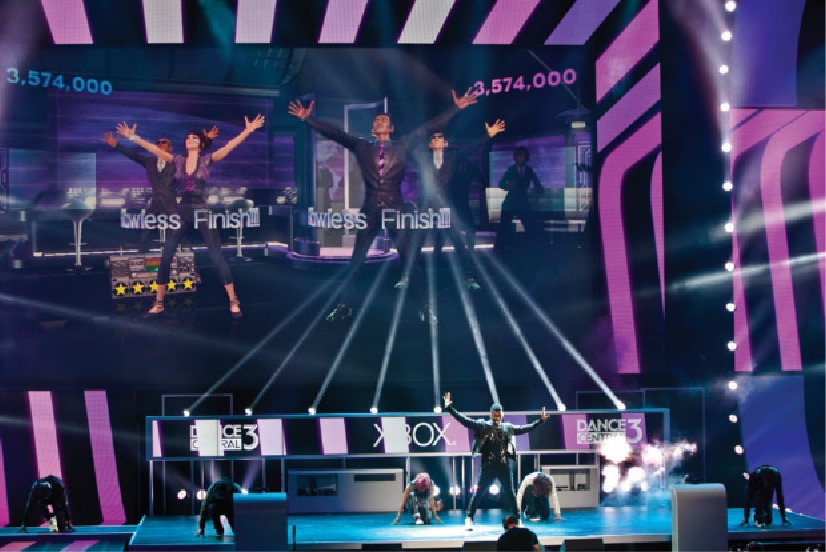 3,574,000
3,574,000
Finish!!!
Finish!!!
DANCE
CENTRAL 3
XBOX
DANCE
CENTRAL 3